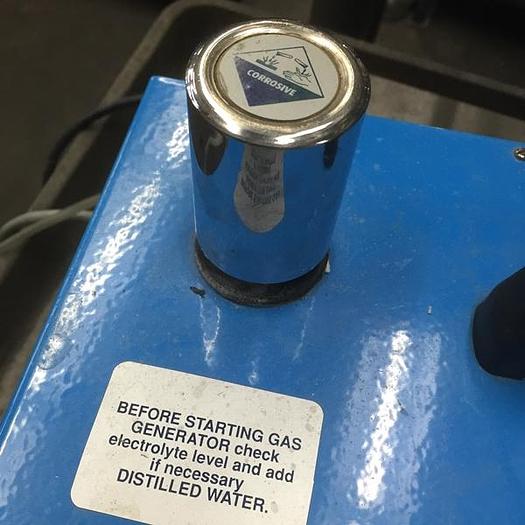 CORROSIVE
BEFORE STARTING GAS
GENERATOR check
electrolyte level and add
if necessary
DISTILLED WATER.